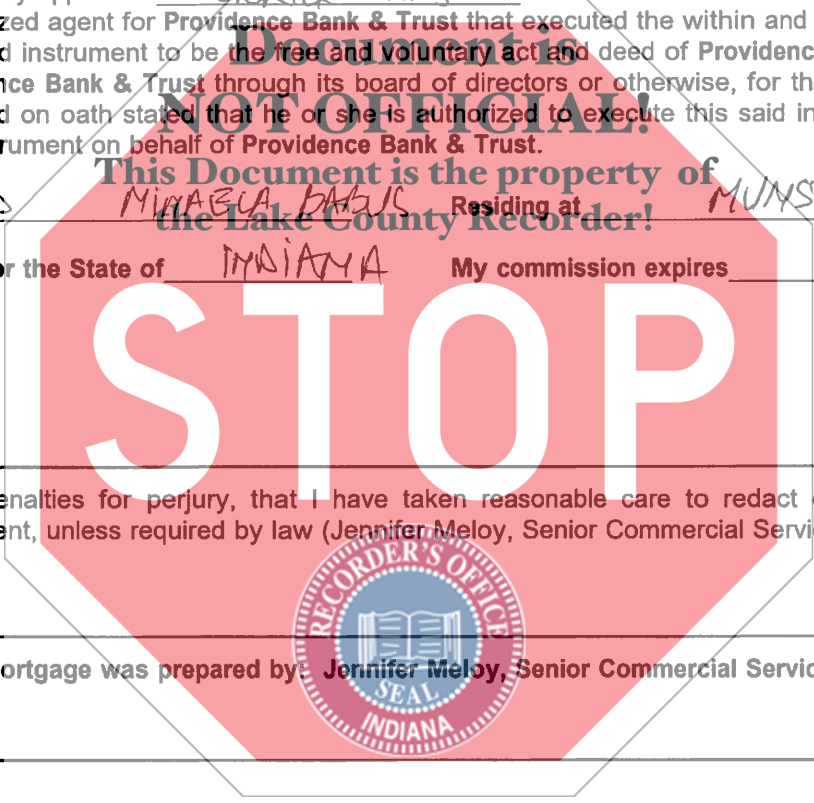 zed agent for Providence Bank & Trust that executed the within and
Document is
d instrument to be the free and voluntary act and deed of Providenc
nce Bank & Trust through its board of directors or otherwise, for th
NOT OFFICIAL!
d on oath stated that he or she is authorized to execute this said in
rument on behalf of Providence Bank & Trust.
This Document is the property of
Residing at MUNS
the Lake County Recorder!
r the State of INDIANA My commission expires
STOP
enalties for perjury, that I have taken reasonable care to redact
ent, unless required by law (Jennifer Meloy, Senior Commercial Servi
RECORDER'S OFFICE
ortgage was prepared by: Jennifer Meloy, Senior Commercial Servic
SEAL
INDIANA